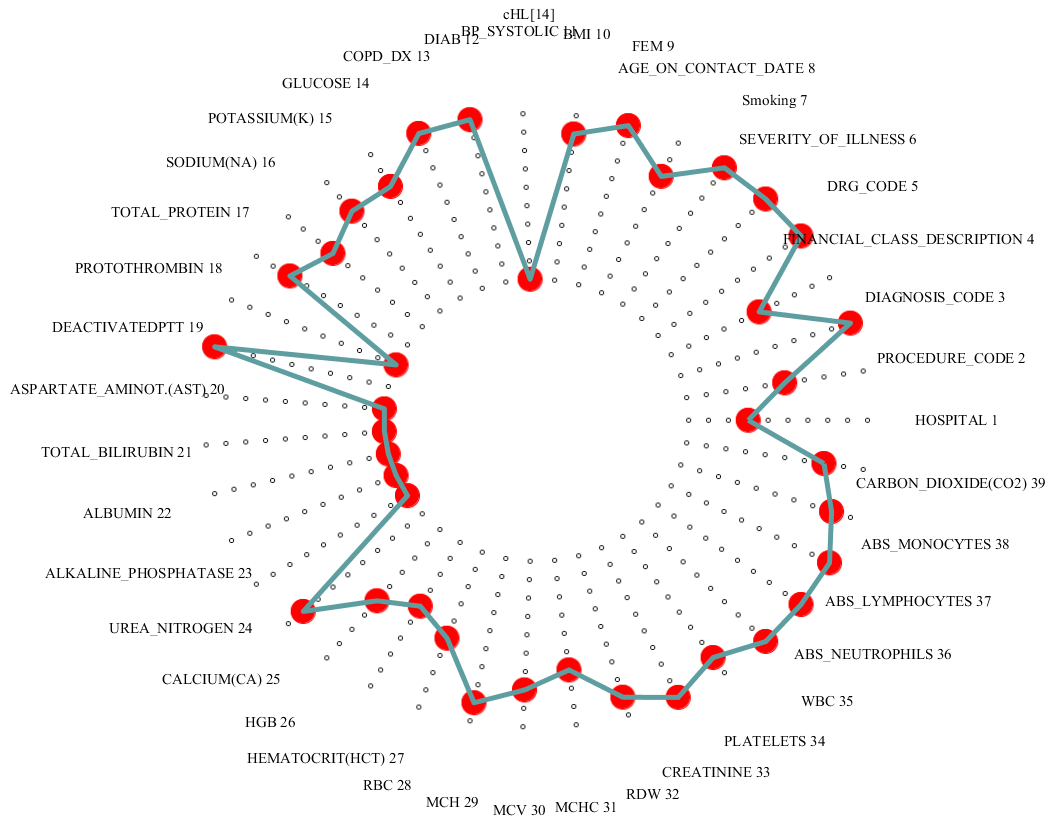 cHL[14]
BP_SYSTOLIC 11
BMI 10
DIAB 12
FEM 9
COPD_DX 13
AGE_ON_CONTACT_DATE 8
GLUCOSE 14
Smoking 7
POTASSIUM(K) 15
SEVERITY_OF_ILLNESS 6
SODIUM(NA) 16
DRG_CODE 5
TOTAL_PROTEIN 17
FINANCIAL_CLASS_DESCRIPTION 4
PROTOTHROMBIN 18
DIAGNOSIS_CODE 3
DEACTIVATEDPTT 19
PROCEDURE_CODE 2
ASPARTATE_AMINOT.(AST) 20
HOSPITAL 1
TOTAL_BILIRUBIN 21
CARBON_DIOXIDE(CO2) 39
ALBUMIN 22
ABS_MONOCYTES 38
ALKALINE_PHOSPHATASE 23
ABS_LYMPHOCYTES 37
UREA_NITROGEN 24
ABS_NEUTROPHILS 36
CALCIUM(CA) 25
WBC 35
HGB 26
PLATELETS 34
HEMATOCRIT(HCT) 27
CREATININE 33
RBC 28
RDW 32
MCH 29
MCHC 31
MCV 30